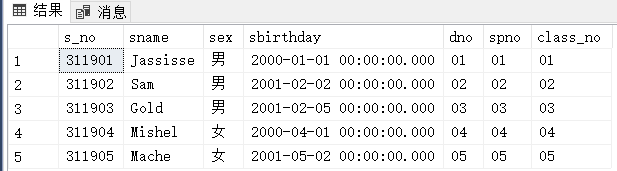 结果 消息
s_no sname sex sbirthday dno spno class_no
1 311901 Jassisse 男 2000-01-01 00:00:00.000 01 01 01
2 311902 Sam 男 2001-02-02 00:00:00.000 02 02 02
3 311903 Gold 男 2001-02-05 00:00:00.000 03 03 03
4 311904 Mishel 女 2000-04-01 00:00:00.000 04 04 04
5 311905 Mache 女 2001-05-02 00:00:00.000 05 05 05